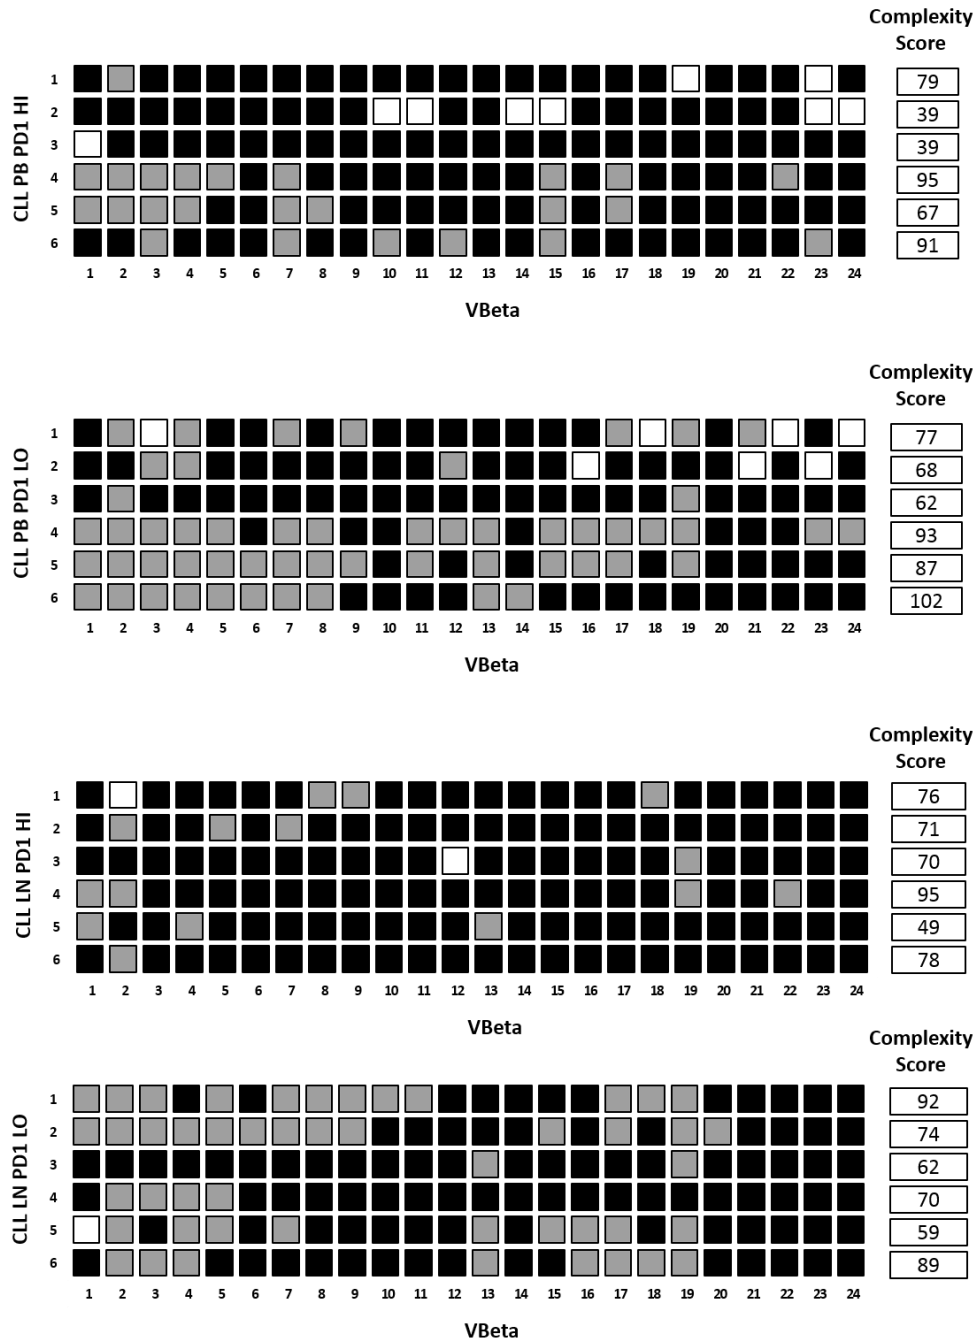 Complexity
Score
CLL PB PD1 HI
1 79
2 39
3 39
4 95
5 67
6 91
1 2 3 4 5 6 7 8 9 10 11 12 13 14 15 16 17 18 19 20 21 22 23 24
VBeta
Complexity
Score
CLL PB PD1 LO
1 77
2 68
3 62
4 93
5 87
6 102
1 2 3 4 5 6 7 8 9 10 11 12 13 14 15 16 17 18 19 20 21 22 23 24
VBeta
Complexity
Score
CLL LN PD1 HI
1 76
2 71
3 70
4 95
5 49
6 78
1 2 3 4 5 6 7 8 9 10 11 12 13 14 15 16 17 18 19 20 21 22 23 24
VBeta
Complexity
Score
CLL LN PD1 LO
1 92
2 74
3 62
4 70
5 59
6 89
1 2 3 4 5 6 7 8 9 10 11 12 13 14 15 16 17 18 19 20 21 22 23 24
VBeta